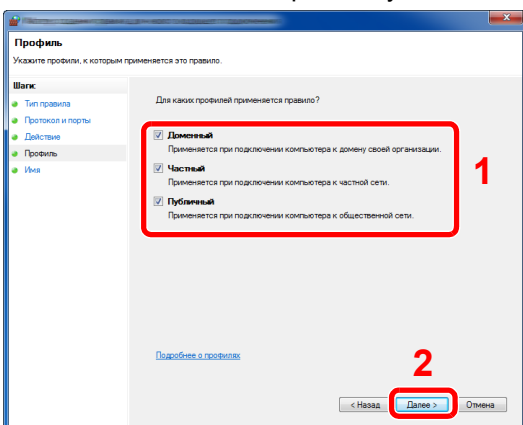 Профиль
Укажите профили, к которым применяется это правило.
Шаги:
Тип правила
Протокол и порты
Действие
Профиль
Имя
Для каких профилей применяется правило?
Доменный
Применяется при подключении компьютера к домену своей организации.
Частный
Применяется при подключении компьютера к частной сети.
Публичный
Применяется при подключении компьютера к общественной сети.
1
Подробнее о профилях
2
< Назад
Далее >
Отмена